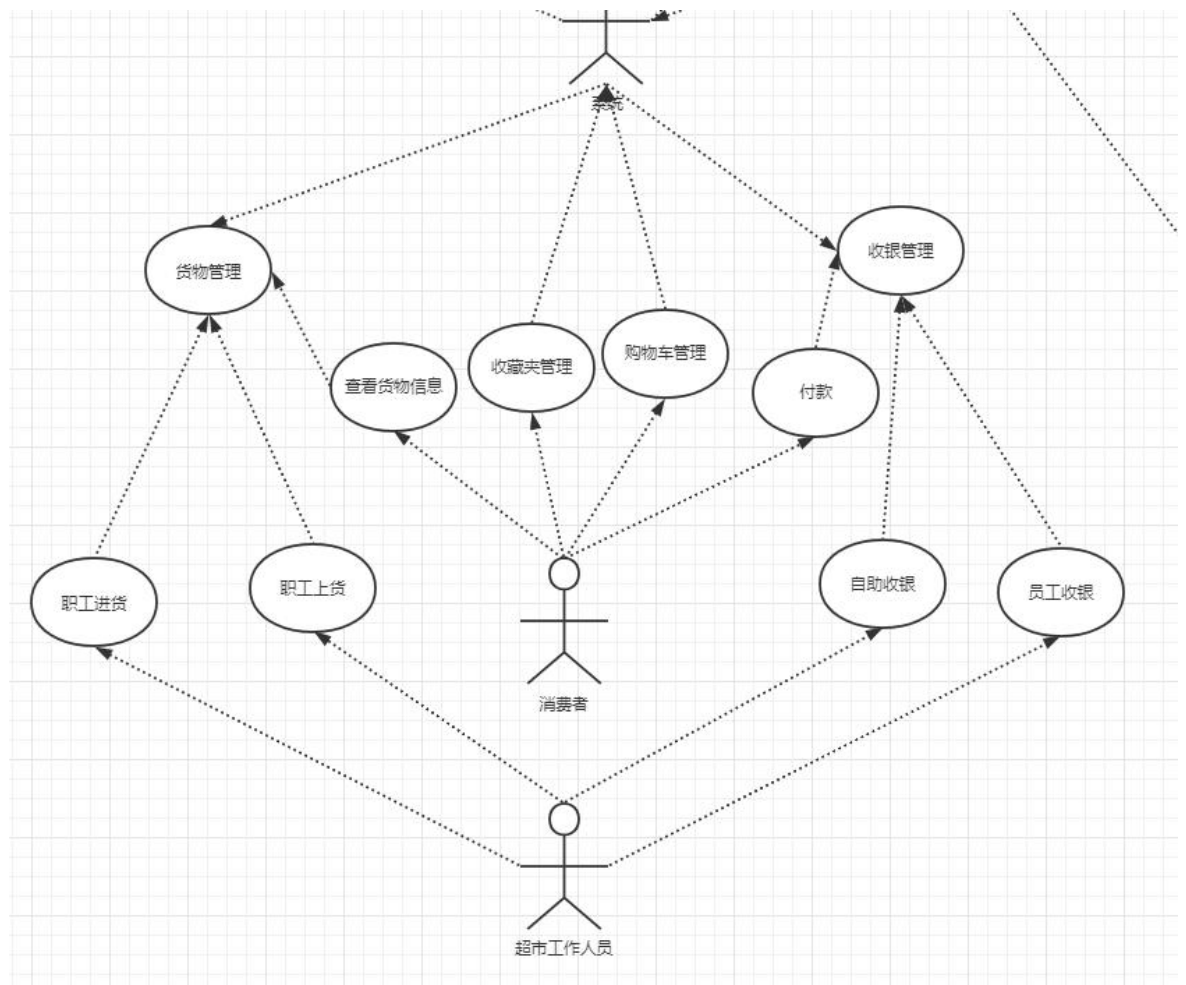 系统
货物管理
收银管理
查看货物信息
收藏夹管理
购物车管理
付款
职工进货
职工上货
自助收银
员工收银
消费者
超市工作人员